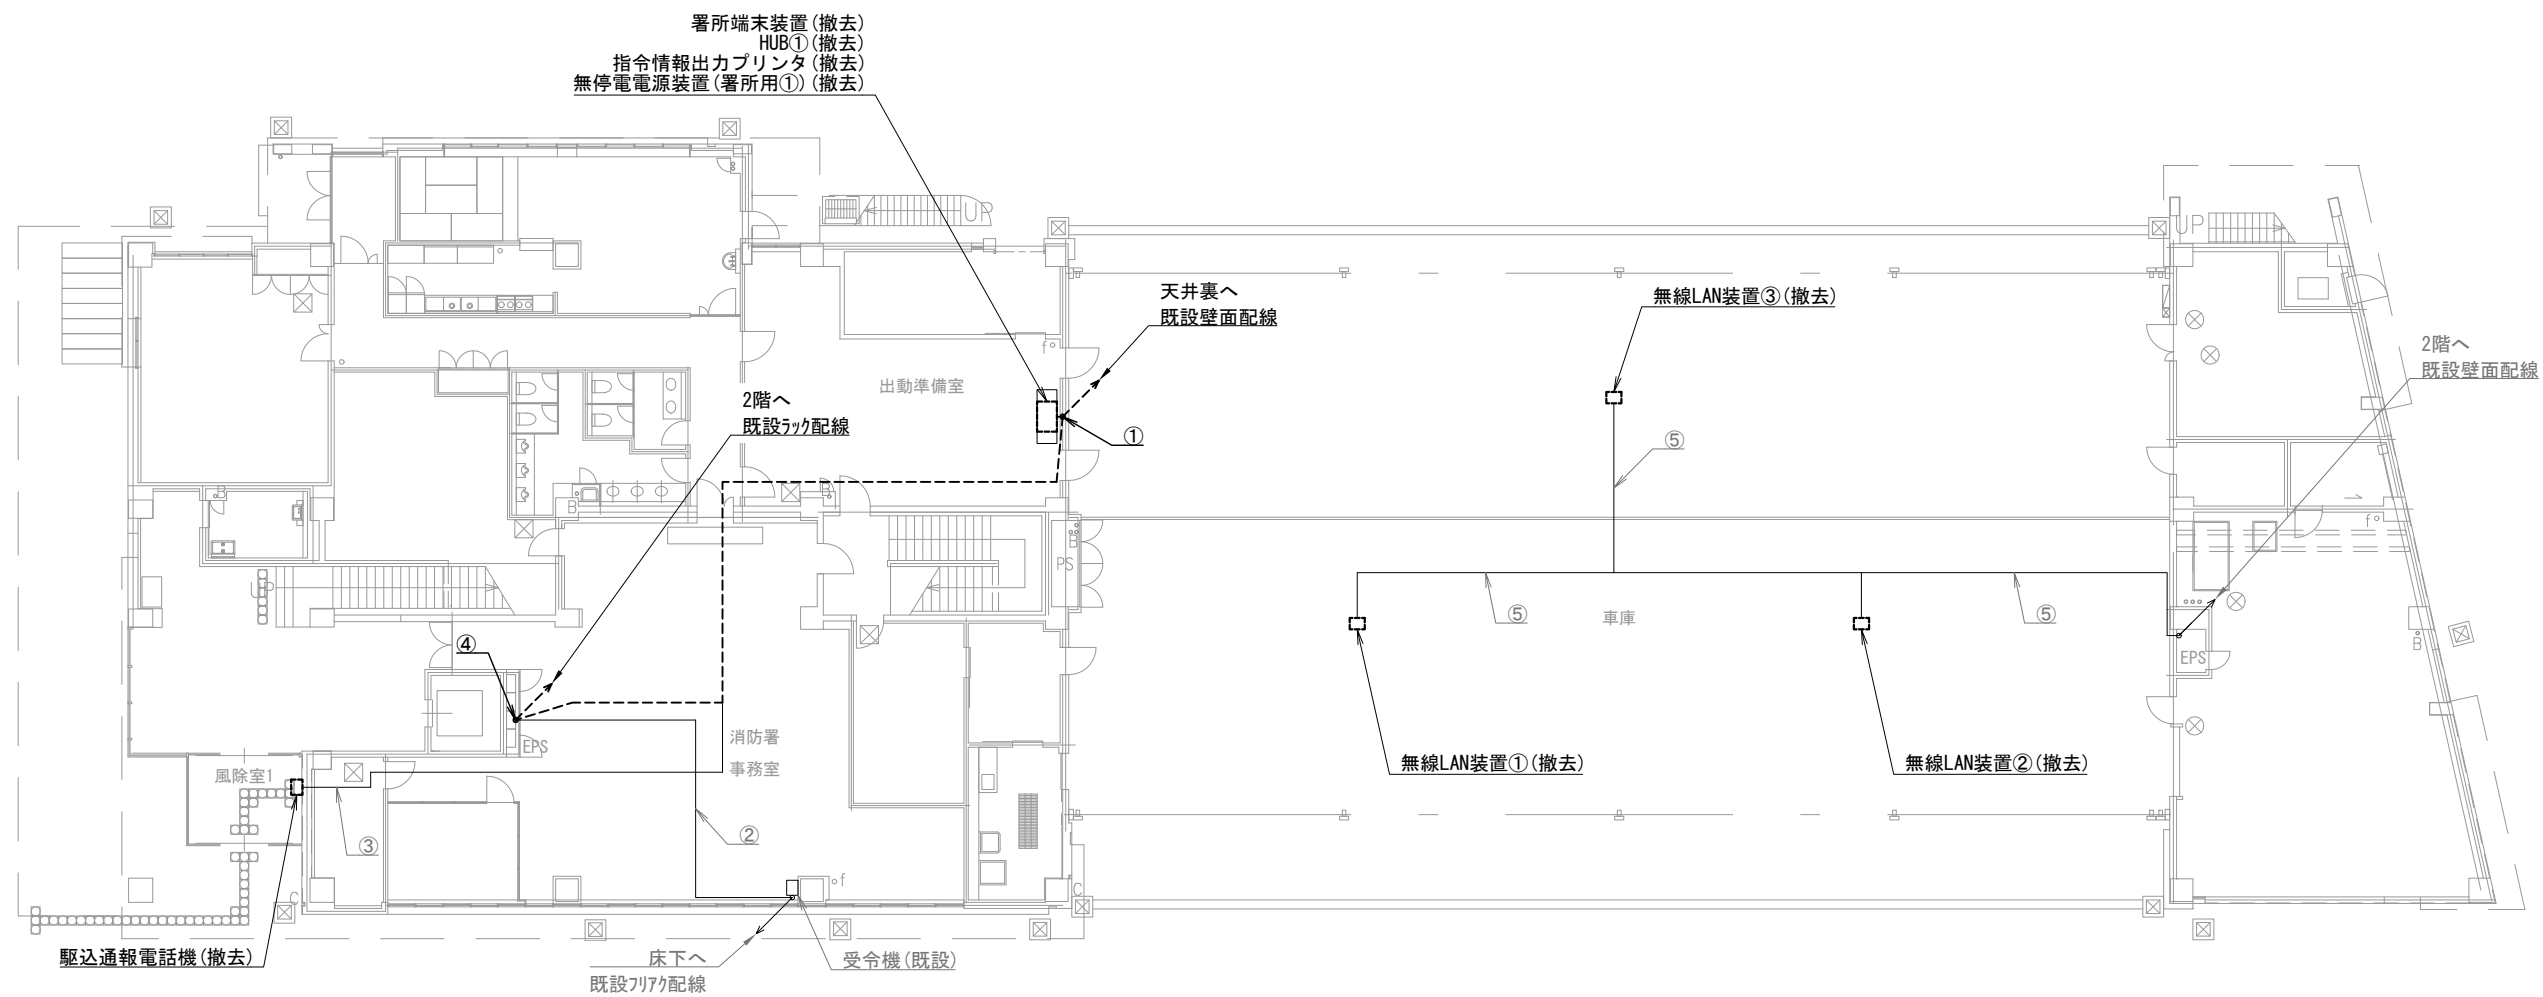 署所端末装置(撤去)
HUB①(撤去)
指令情報出力プリンタ(撤去)
無停電電源装置(署所用①)(撤去)
UP
UP
天井裏へ
既設壁面配線
無線LAN装置③(撤去)
2階へ
既設壁面配線
f
出動準備室
2階へ
既設ラック配線
①
⑤
B
B
B
f
B
PS
UP
⑤
車庫
⑤
④
EPS
B
EPS
消防署
事務室
風除室1
無線LAN装置①(撤去)
無線LAN装置②(撤去)
②
③
f
C
C
駆込通報電話機(撤去)
床下へ
既設フリアク配線
受令機(既設)